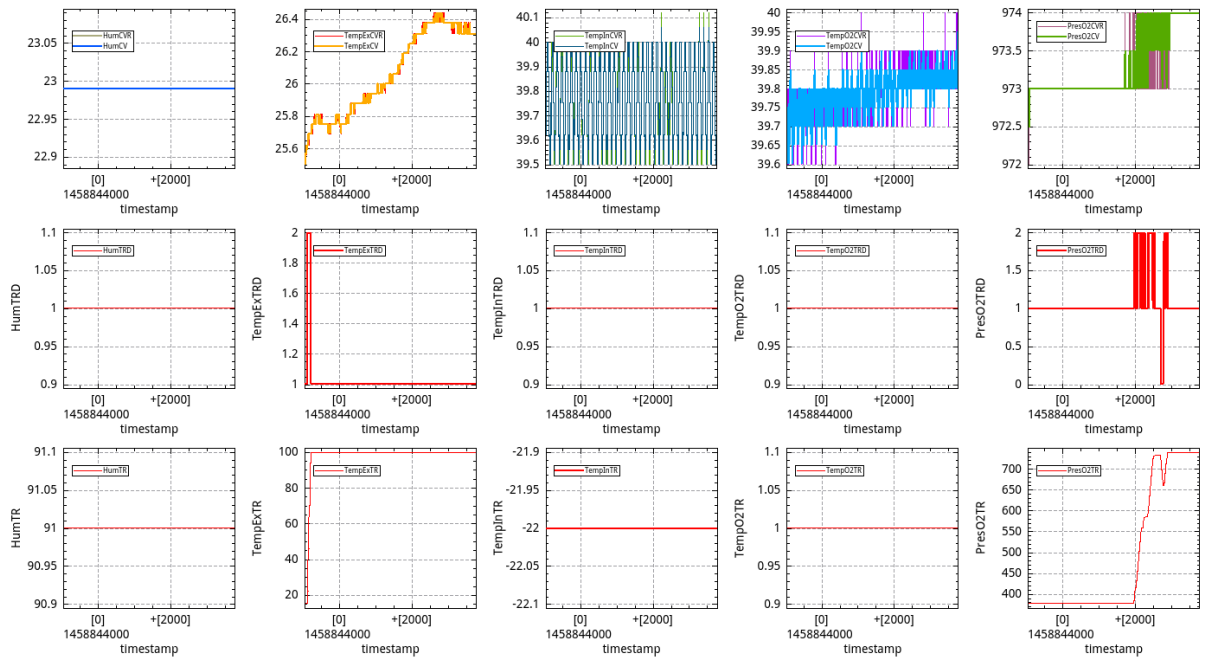 HumCVR
HumCV
23.05
23
22.95
22.9
[0]
+[2000]
1458844000
timestamp
TempExCVR
TempExCV
26.4
26.2
26
25.8
25.6
[0]
+[2000]
1458844000
timestamp
TempInCVR
TempInCV
40.1
40
39.9
39.8
39.7
39.6
39.5
[0]
+[2000]
1458844000
timestamp
TempO2CVR
TempO2CV
40
39.95
39.9
39.85
39.8
39.75
39.7
39.65
39.6
[0]
+[2000]
1458844000
timestamp
PresO2CVR
PresO2CV
974
973.5
973
972.5
972
[0]
+[2000]
1458844000
timestamp
HumTRD
HumTRD
1.1
1.05
1
0.95
0.9
[0]
+[2000]
1458844000
timestamp
TempExTRD
TempExTRD
2
1.8
1.6
1.4
1.2
1
[0]
+[2000]
1458844000
timestamp
TempInTRD
TempInTRD
1.1
1.05
1
0.95
0.9
[0]
+[2000]
1458844000
timestamp
TempO2TRD
TempO2TRD
1.1
1.05
1
0.95
0.9
[0]
+[2000]
1458844000
timestamp
PresO2TRD
PresO2TRD
2
1.5
1
0.5
0
[0]
+[2000]
1458844000
timestamp
HumTR
HumTR
91.1
91.05
91
90.95
90.9
[0]
+[2000]
1458844000
timestamp
TempExTR
TempExTR
100
80
60
40
20
[0]
+[2000]
1458844000
timestamp
TempInTR
TempInTR
-21.9
-21.95
-22
-22.05
-22.1
[0]
+[2000]
1458844000
timestamp
TempO2TR
TempO2TR
1.1
1.05
1
0.95
0.9
[0]
+[2000]
1458844000
timestamp
PresO2TR
PresO2TR
700
650
600
550
500
450
400
[0]
+[2000]
1458844000
timestamp